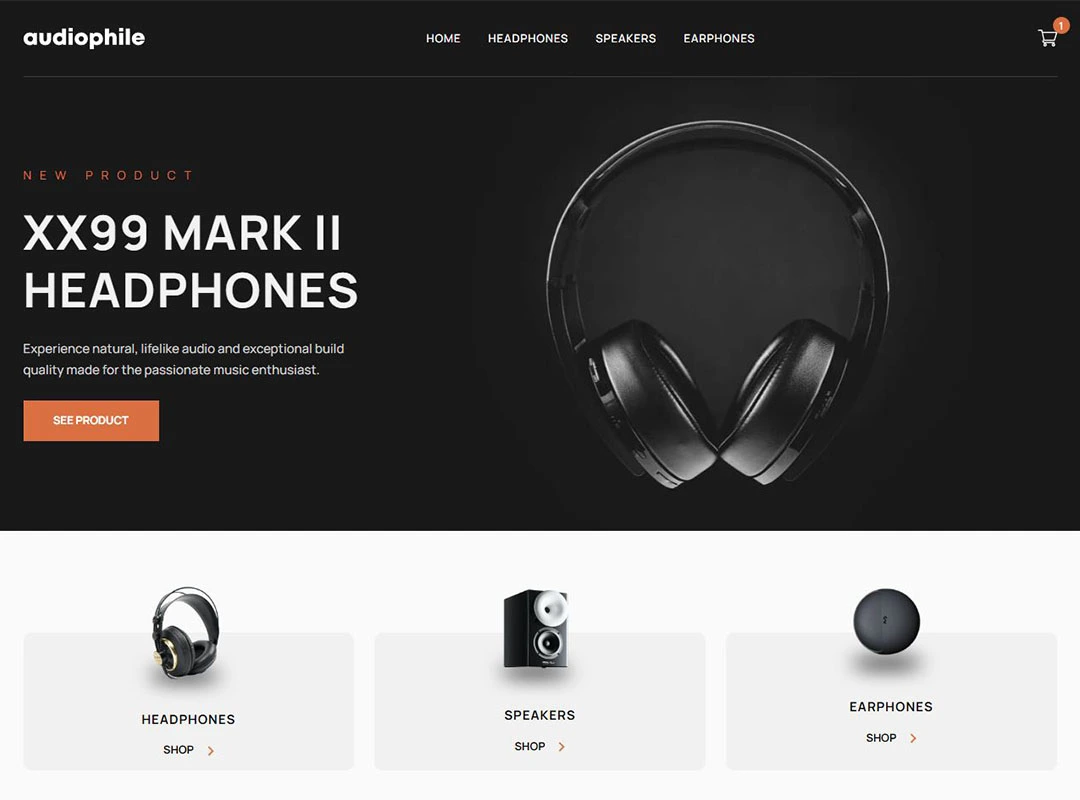 audiophile
HOME HEADPHONES SPEAKERS EARPHONES
1
NEW PRODUCT
XX99 MARK II
HEADPHONES
Experience natural, lifelike audio and exceptional build
quality made for the passionate music enthusiast.
SEE PRODUCT
HEADPHONES
SHOP
SPEAKERS
SHOP
EARPHONES
SHOP